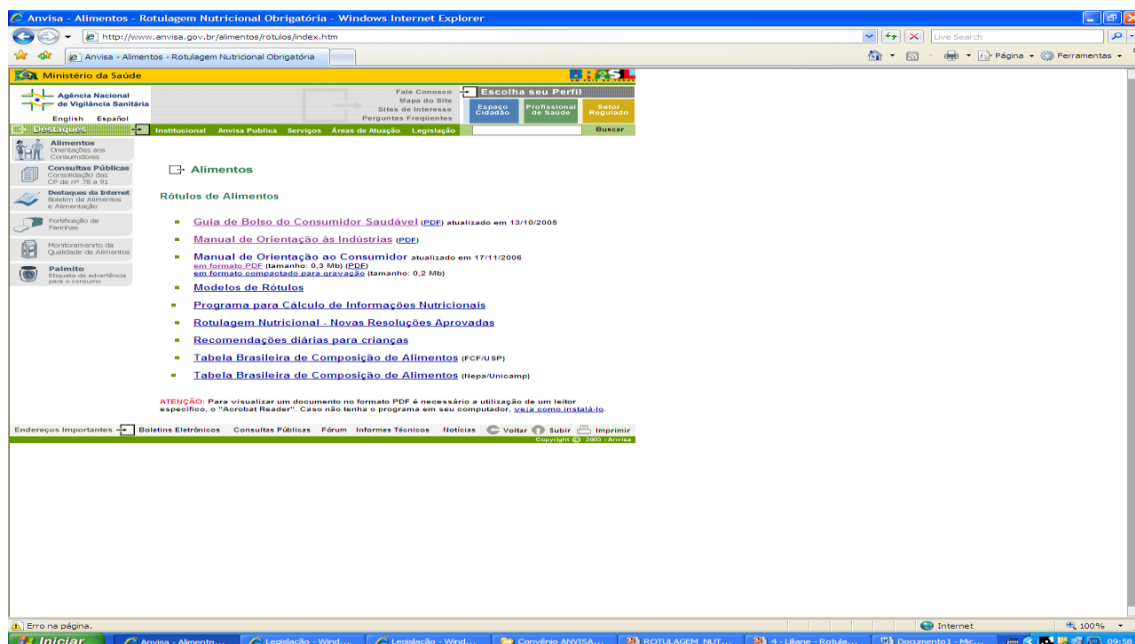 Anvisa - Alimentos - Rotulagem Nutricional Obrigatória - Windows Internet Explorer
http://www.anvisa.gov.br/alimentos/rotulos/index.htm
Live Search
Anvisa - Alimentos - Rotulagem Nutricional Obrigatória
Página
Ferramentas
Ministério da Saúde
Agência Nacional
de Vigilância Sanitária
English Español
Fale Conosco
Mapa do Site
Sites de Interesse
Perguntas Freqüentes
Escolha seu Perfil
Espaço
Cidadão
Profissional
de Saúde
Setor
Regulado
Destaques
Institucional Anvisa Publica Serviços Áreas de Atuação Legislação
Buscar
Alimentos
Orientações aos
Consumidores
Consultas Públicas
Consolidação das
CP de nº 78 a 91
Destaques da Internet
Boletim de Alimentos
e Alimentação
Fortificação de
Farinhas
Monitoramento da
Qualidade de Alimentos
Palmito
Etiqueta de advertência
para o consumo
Alimentos
Rótulos de Alimentos
Guia de Bolso do Consumidor Saudável (PDF) atualizado em 13/10/2005
Manual de Orientação às Indústrias (PDF)
Manual de Orientação ao Consumidor atualizado em 17/11/2006
em formato PDF (tamanho: 0,3 Mb) (PDF)
em formato compactado para gravação (tamanho: 0,2 Mb)
Modelos de Rótulos
Programa para Cálculo de Informações Nutricionais
Rotulagem Nutricional - Novas Resoluções Aprovadas
Recomendações diárias para crianças
Tabela Brasileira de Composição de Alimentos (FCF/USP)
Tabela Brasileira de Composição de Alimentos (Nepa/Unicamp)
ATENÇÃO: Para visualizar um documento no formato PDF é necessário a utilização de um leitor
específico, o "Acrobat Reader". Caso não tenha o programa em seu computador, veja como instalá-lo.
Endereços Importantes
Boletins Eletrônicos Consultas Públicas Fórum Informes Técnicos Notícias Voltar Subir Imprimir
Copyright © 2003 - Anvisa
Erro na página.
Internet
100%
Iniciar
Anvisa - Alimento...
Legislação - Wind...
Legislação - Wind...
Convênio ANVISA...
ROTULAGEM NUT...
4 - Liliane - Rotula...
Documento1 - Mic...
09:58